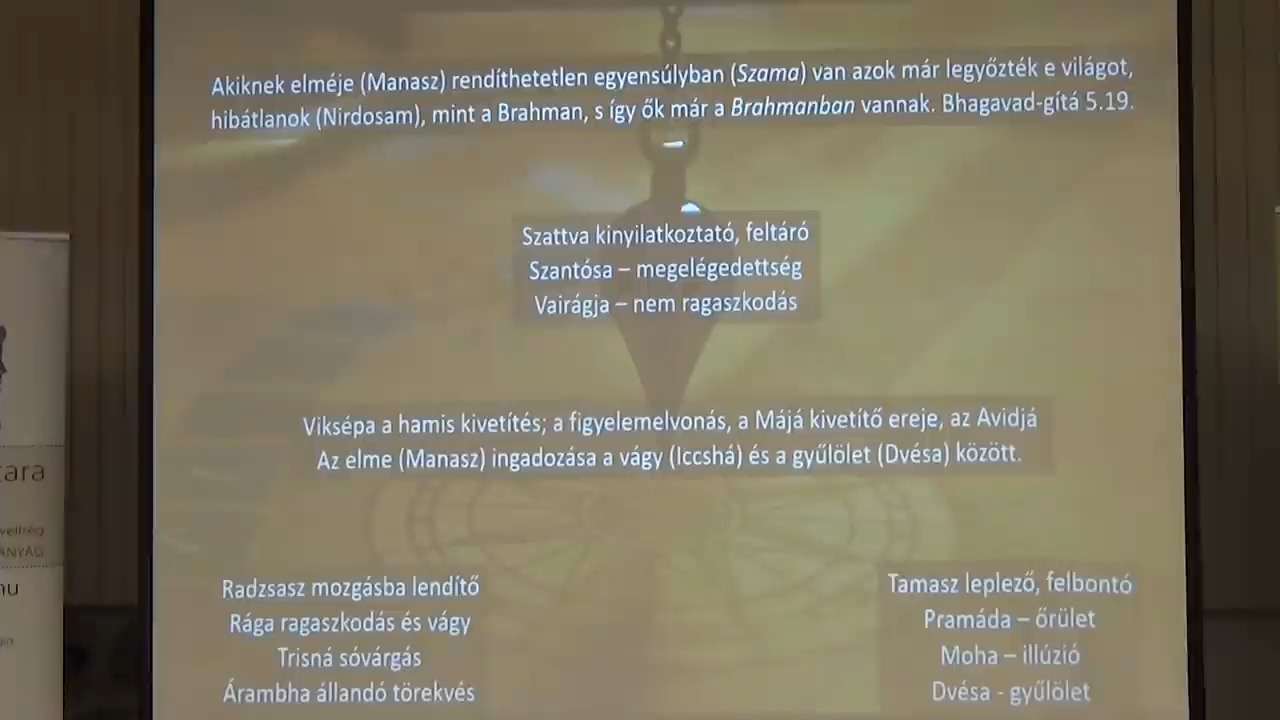 Akiknek elméje (Manasz) rendíthetetlen egyensúlyban (Szama) van azok már legyőzték e világot,
hibátlanok (Nirdosam), mint a Brahman, s így ők már a Brahmanban vannak. Bhagavad-gítá 5.19.
Szattva kinyilatkoztató, feltáró
Szantósa – megelégedettség
Vairágja – nem ragaszkodás
Viksépa a hamis kivetítés; a figyelemelvonás, a Májá kivetítő ereje, az Avidjá
Az elme (Manasz) ingadozása a vágy (Iccshá) és a gyűlölet (Dvésa) között.
Radzsasz mozgásba lendítő
Rága ragaszkodás és vágy
Trisná sóvárgás
Árambha állandó törekvés
Tamasz leplező, felbontó
Pramáda – őrület
Moha – illúzió
Dvésa - gyűlölet